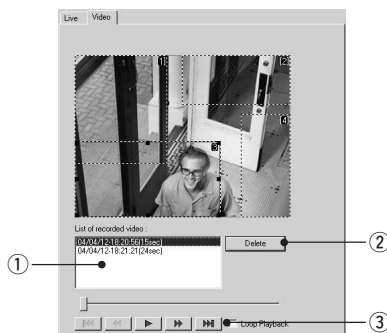 Live Video
[1] [2]
[4]
[3]
List of recorded video :
04/04/12-18:20:56(15sec)
04/04/12-18:21:21(24sec)
Delete
Loop Playback
1
2
3